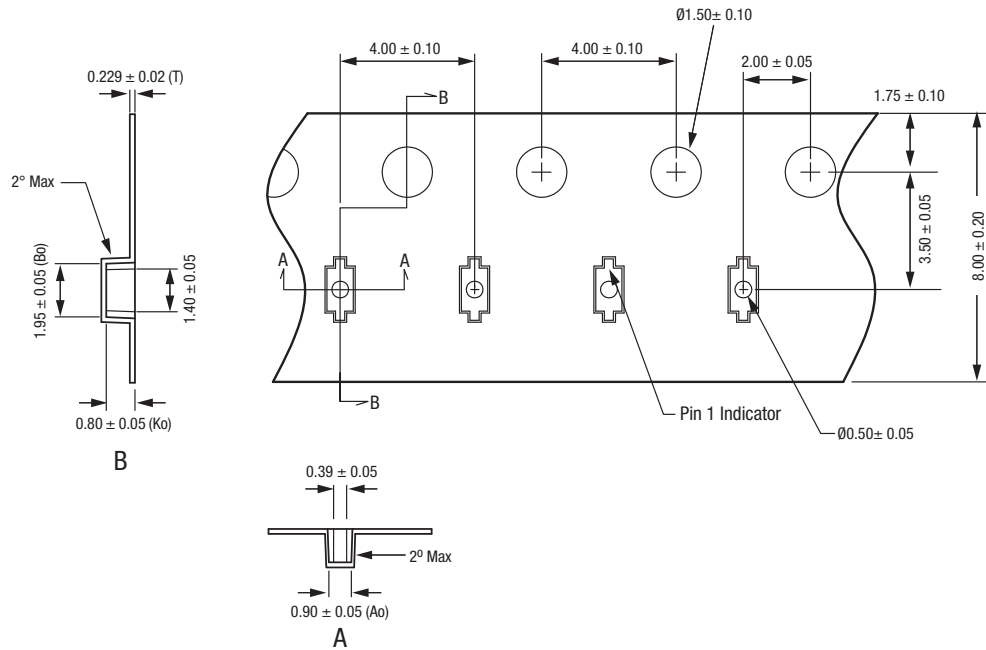 Ø1.50± 0.10
4.00 ± 0.10
4.00 ± 0.10
2.00 ± 0.05
0.229 ± 0.02 (T)
B
1.75 ± 0.10
2° Max
3.50 ± 0.05
8.00 ± 0.20
A
A
1.95 ± 0.05 (Bo)
1.40 ± 0.05
B
Pin 1 Indicator
0.80 ± 0.05 (Ko)
Ø0.50± 0.05
B
0.39 ± 0.05
2º Max
0.90 ± 0.05 (Ao)
A